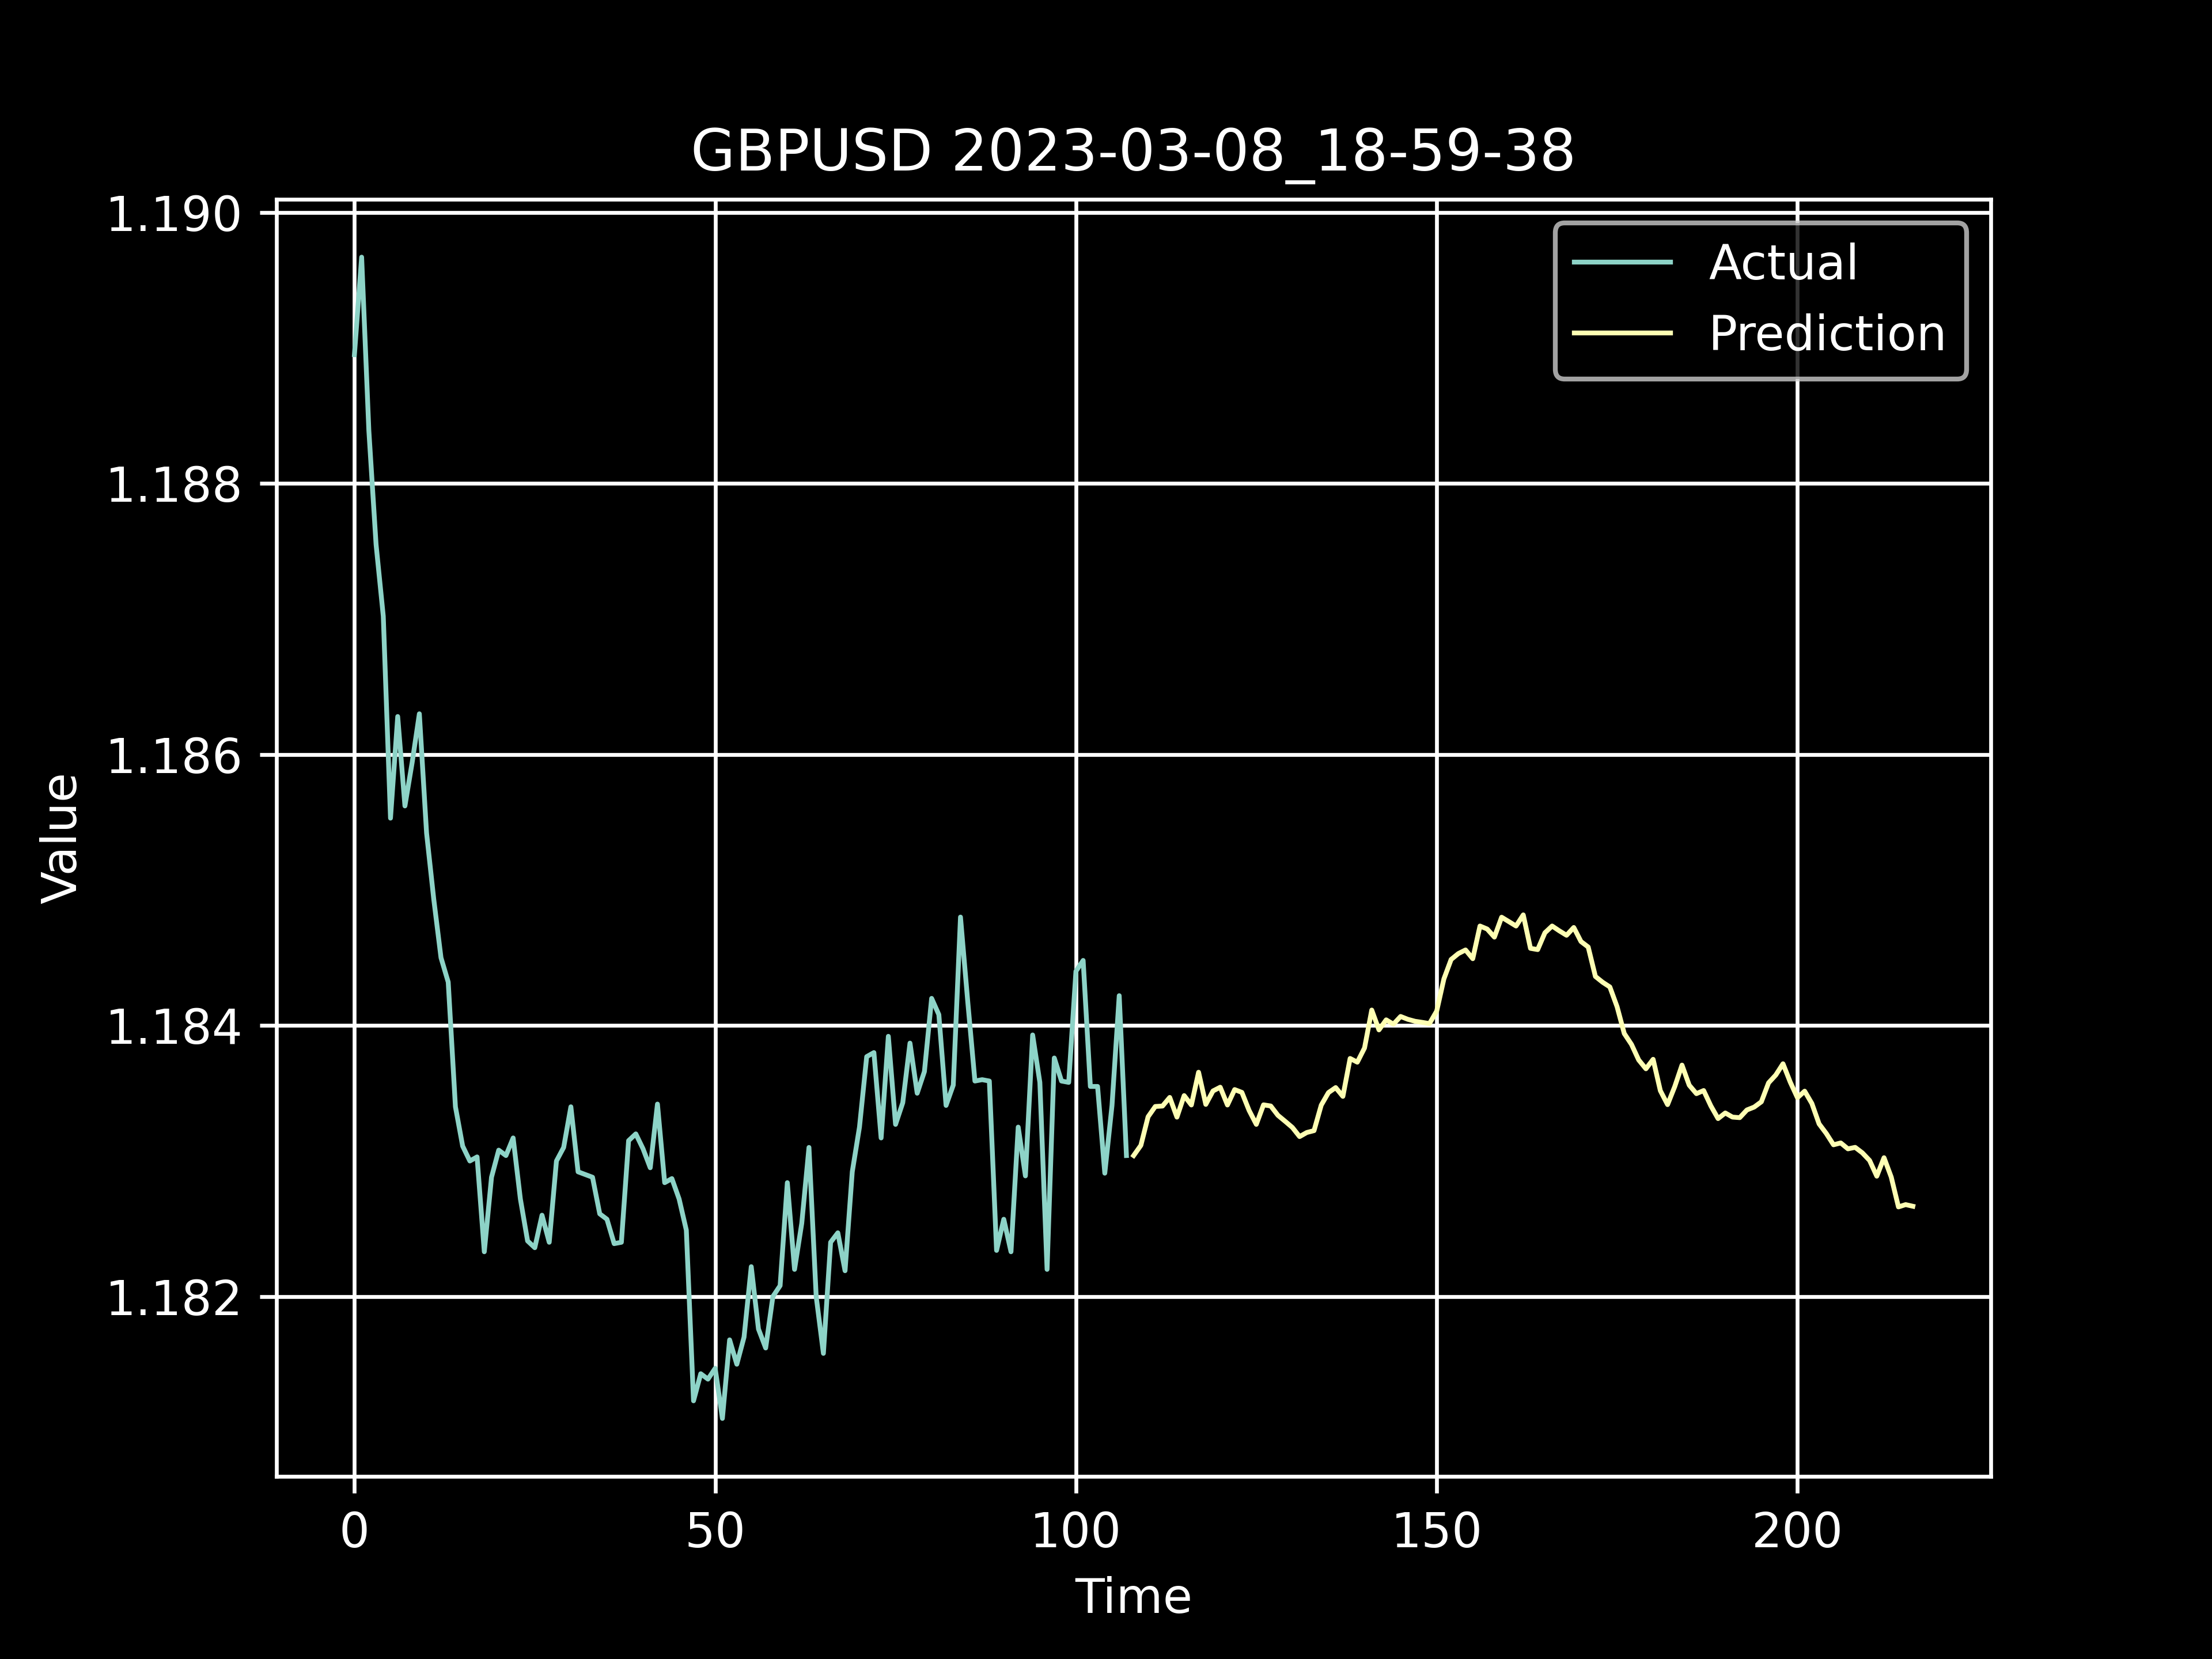 GBPUSD 2023-03-08_18-59-38
Actual
Prediction
1.190
1.188
1.186
1.184
1.182
Value
0 50 100 150 200
Time